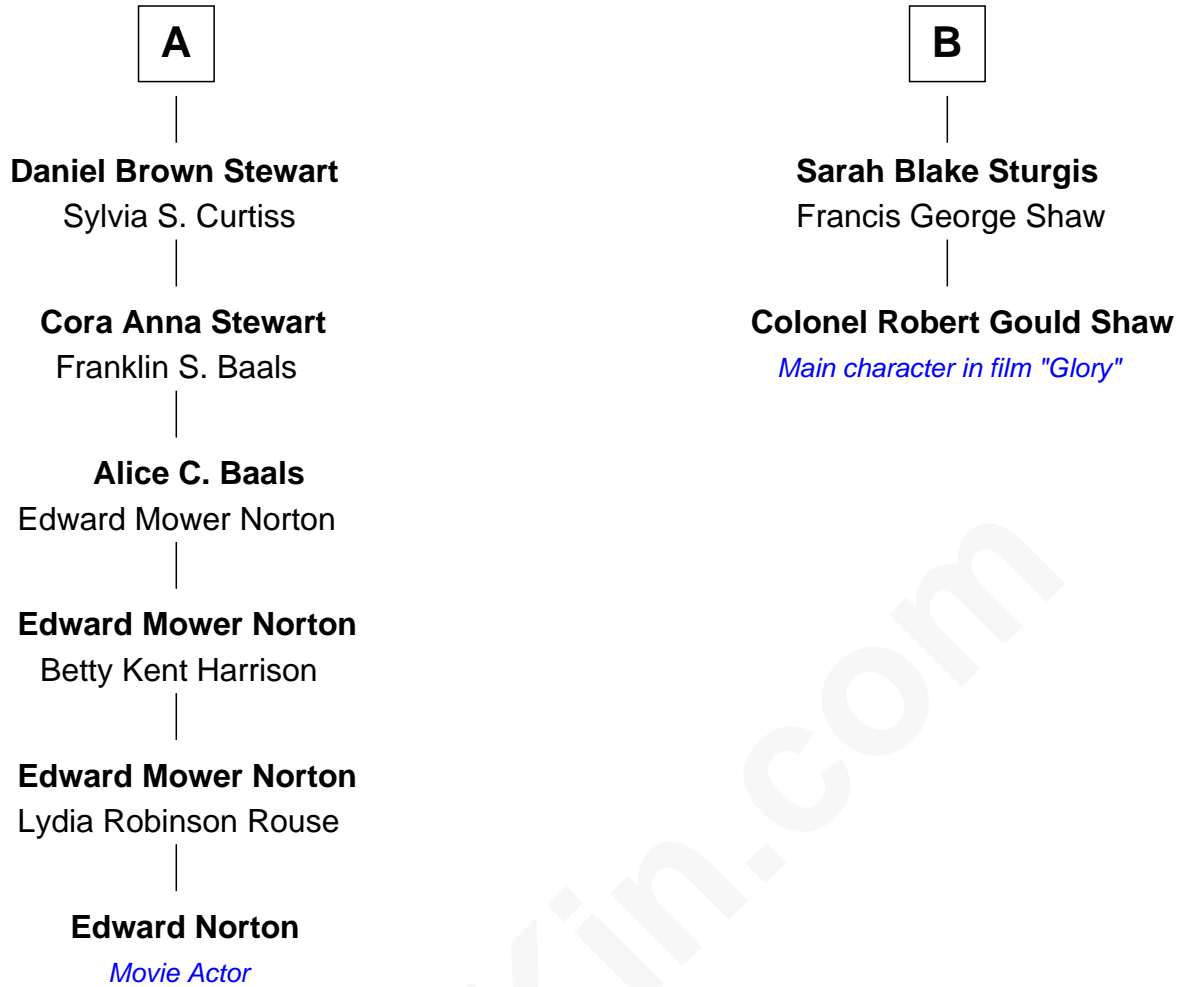 A
Daniel Brown Stewart
Sylvia S. Curtiss
Cora Anna Stewart
Franklin S. Baals
Alice C. Baals
Edward Mower Norton
Edward Mower Norton
Betty Kent Harrison
Edward Mower Norton
Lydia Robinson Rouse
Edward Norton
Movie Actor
B
Sarah Blake Sturgis
Francis George Shaw
Colonel Robert Gould Shaw
Main character in film "Glory"